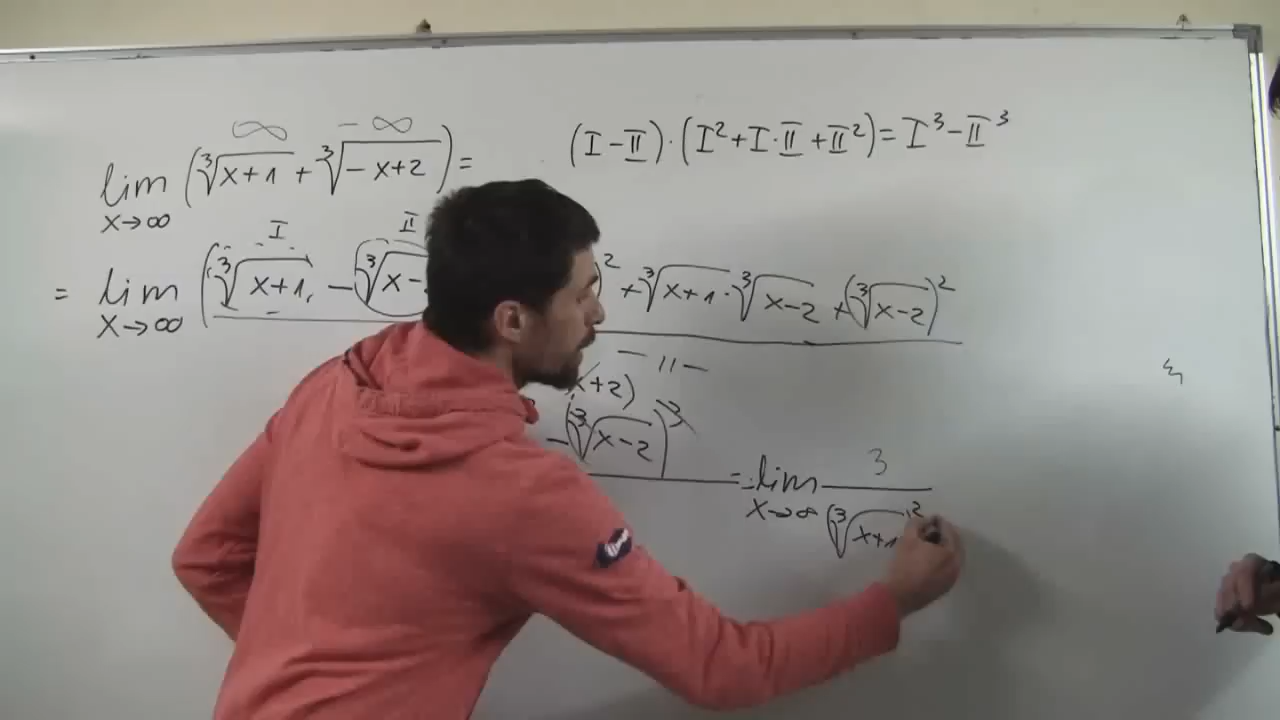 ∞ -∞
lim x→∞ (∛(x+1) + ∛(-x+2)) =
(I-II)·(I²+I·II+II²)=I³-II³
I II
= lim x→∞ (∛(x+1) - ∛(x- )² + ∛(x+1)·∛(x-2) + (∛(x-2))²
-11-
x+2)
- (∛(x-2))³
= lim x→∞ 3 / (∛(x+1 )²